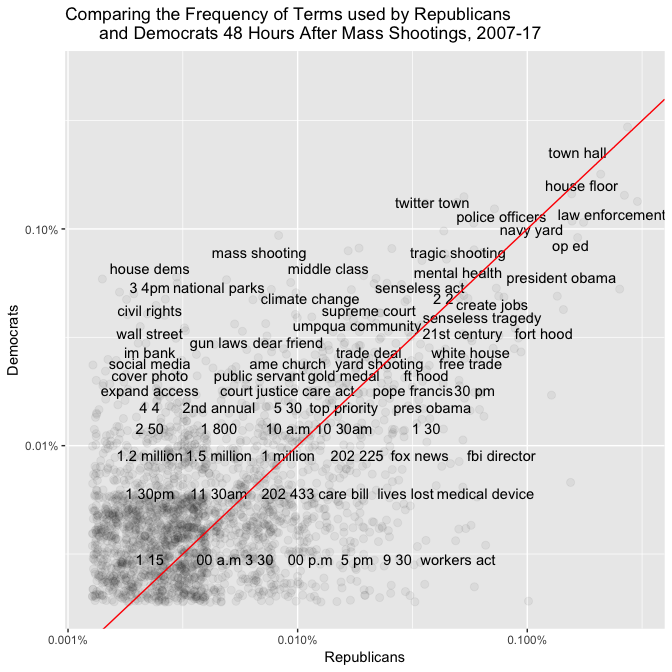 Comparing the Frequency of Terms used by Republicans
and Democrats 48 Hours After Mass Shootings, 2007-17
town hall
house floor
twitter town
police officers law enforcement
0.10%
navy yard
op ed
mass shooting tragic shooting
house dems middle class mental health
president obama
3 4pm national parks senseless act
climate change 2 2 create jobs
civil rights supreme court
senseless tragedy
umpqua community
wall street 21st century fort hood
gun laws dear friend
im bank trade deal white house
social media ame church yard shooting free trade
cover photo public servant gold medal ft hood
expand access court justice care act pope francis 30 pm
4 4 2nd annual 5 30 top priority pres obama
2 50 1 800 10 a.m 10 30am 1 30
0.01%
1.2 million 1.5 million 1 million 202 225 fox news fbi director
1 30pm 11 30am 202 433 care bill lives lost medical device
1 15 00 a.m 3 30 00 p.m 5 pm 9 30 workers act
Democrats
0.001% 0.010% 0.100%
Republicans